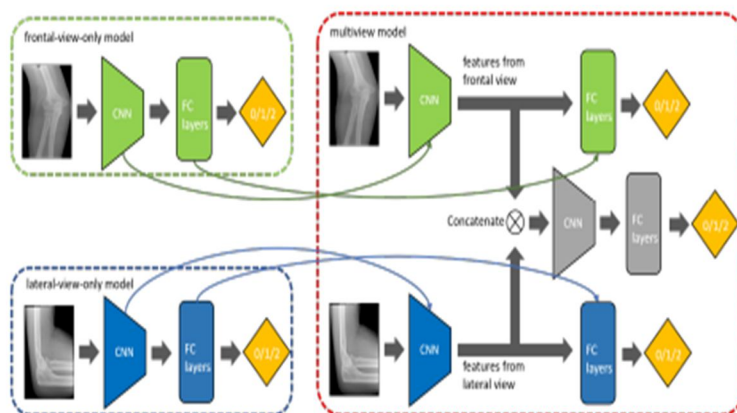 frontal-view-only model
CNN
FC
layers
0/1/2
multiview model
CNN
features from
frontal view
FC
layers
0/1/2
Concatenate
CNN
FC
layers
0/1/2
lateral-view-only model
CNN
FC
layers
0/1/2
CNN
features from
lateral view
FC
layers
0/1/2